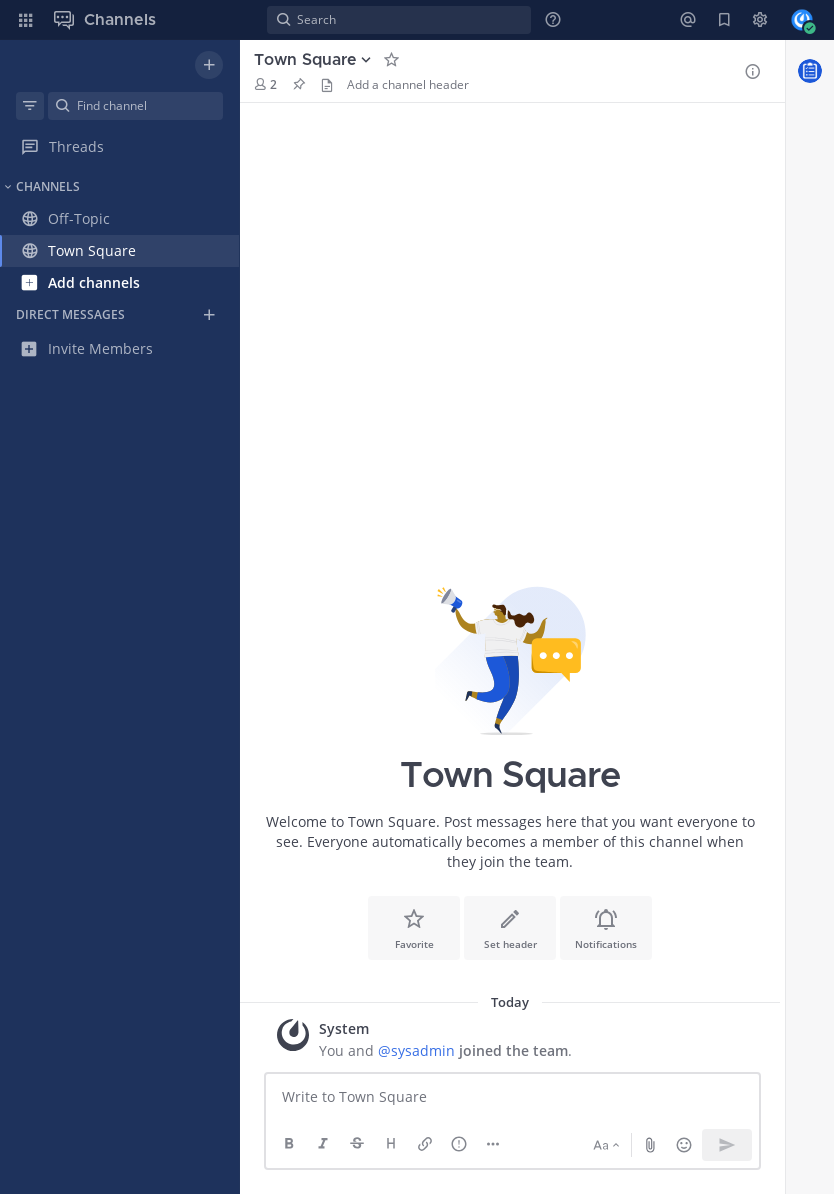 Channels
Search
Find channel
Threads
CHANNELS
Off-Topic
Town Square
Add channels
DIRECT MESSAGES
Invite Members
Town Square
2
Add a channel header
Town Square
Welcome to Town Square. Post messages here that you want everyone to
see. Everyone automatically becomes a member of this channel when
they join the team.
Favorite
Set header
Notifications
Today
System
You and @sysadmin joined the team.
Write to Town Square
B I S H
Aa